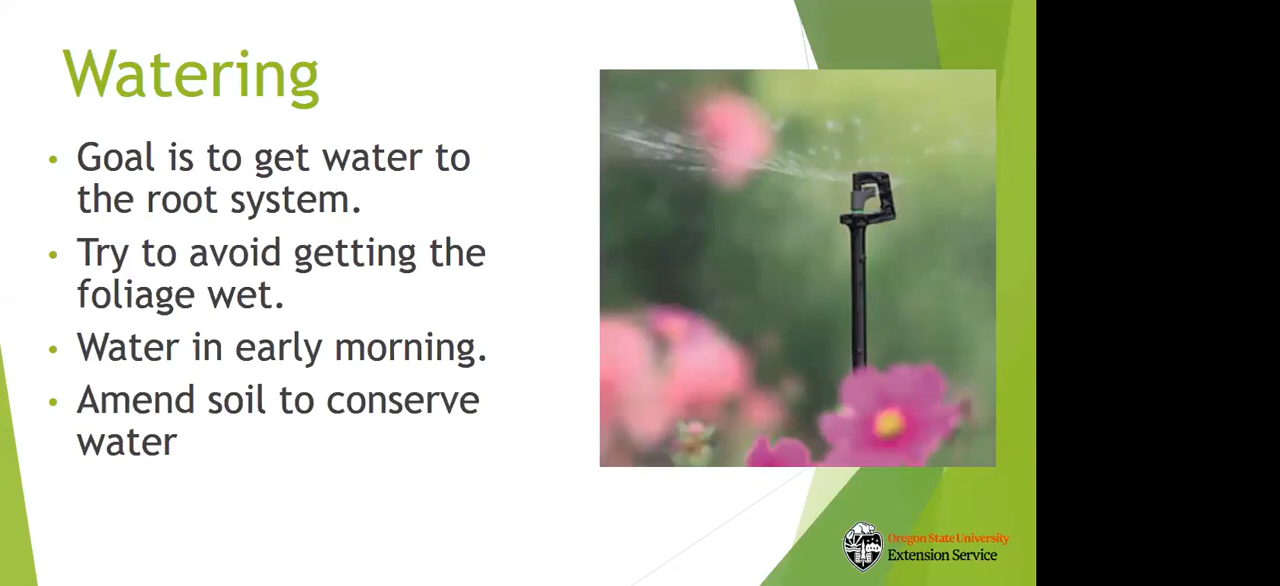 Watering
• Goal is to get water to
the root system.
• Try to avoid getting the
foliage wet.
• Water in early morning.
• Amend soil to conserve
water
Oregon State University
Extension Service